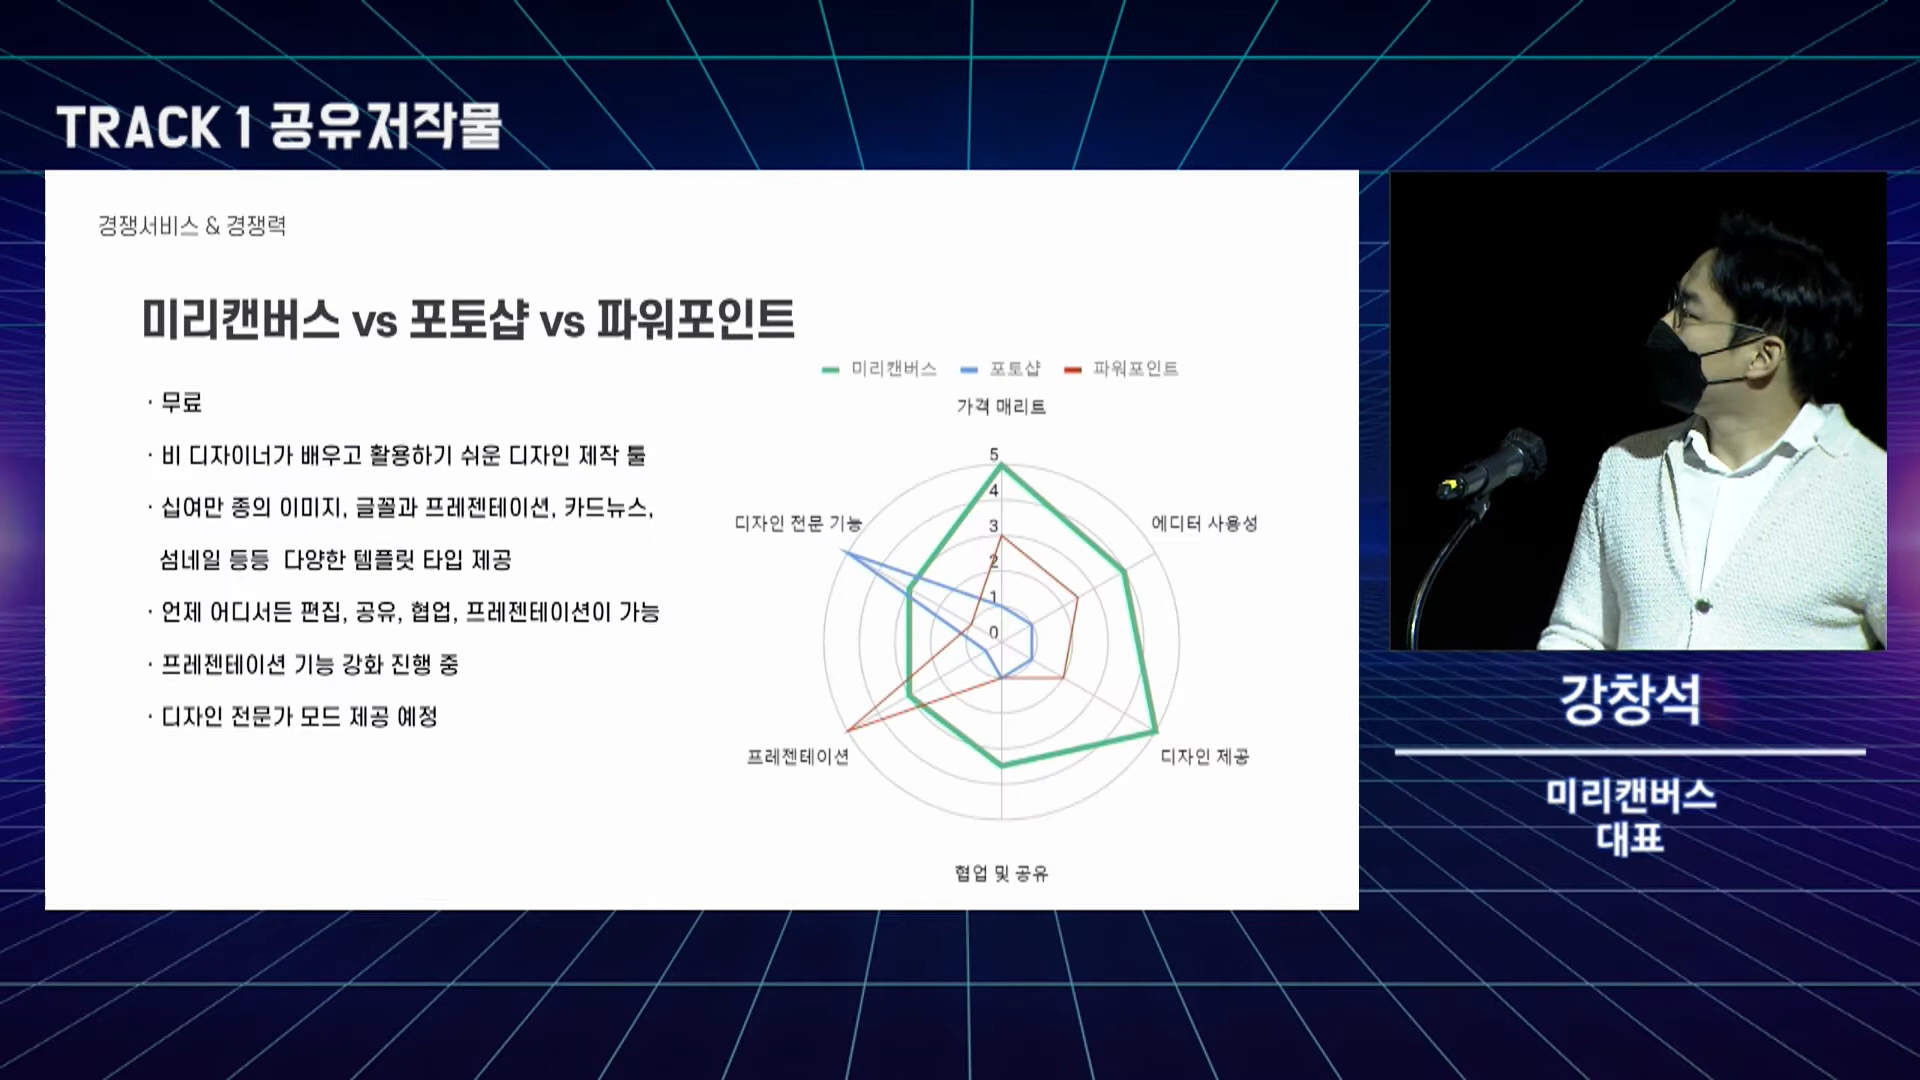 TRACK 1 공유저작물
경쟁서비스 & 경쟁력
미리캔버스 vs 포토샵 vs 파워포인트
· 무료
· 비 디자이너가 배우고 활용하기 쉬운 디자인 제작 툴
· 십여만 종의 이미지, 글꼴과 프레젠테이션, 카드뉴스,
섬네일 등등 다양한 템플릿 타입 제공
· 언제 어디서든 편집, 공유, 협업, 프레젠테이션이 가능
· 프레젠테이션 기능 강화 진행 중
· 디자인 전문가 모드 제공 예정
미리캔버스 포토샵 파워포인트
가격 매리트
5
4
3
2
1
0
디자인 전문 기능
에디터 사용성
프레젠테이션
디자인 제공
협업 및 공유
강창석
미리캔버스
대표